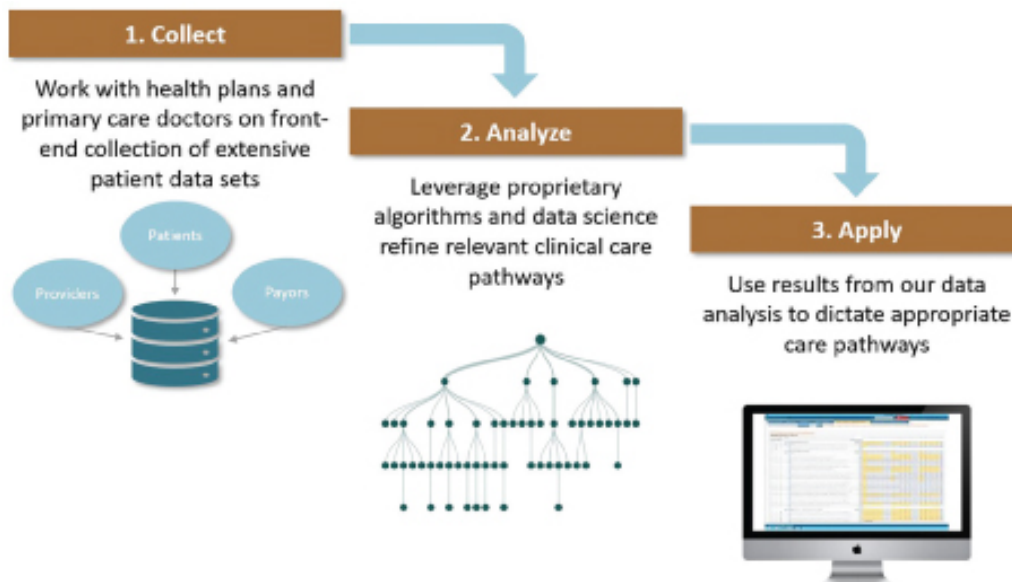 1. Collect
Work with health plans and
primary care doctors on front-
end collection of extensive
patient data sets
Patients
Providers
Payors
2. Analyze
Leverage proprietary
algorithms and data science
refine relevant clinical care
pathways
3. Apply
Use results from our data
analysis to dictate appropriate
care pathways